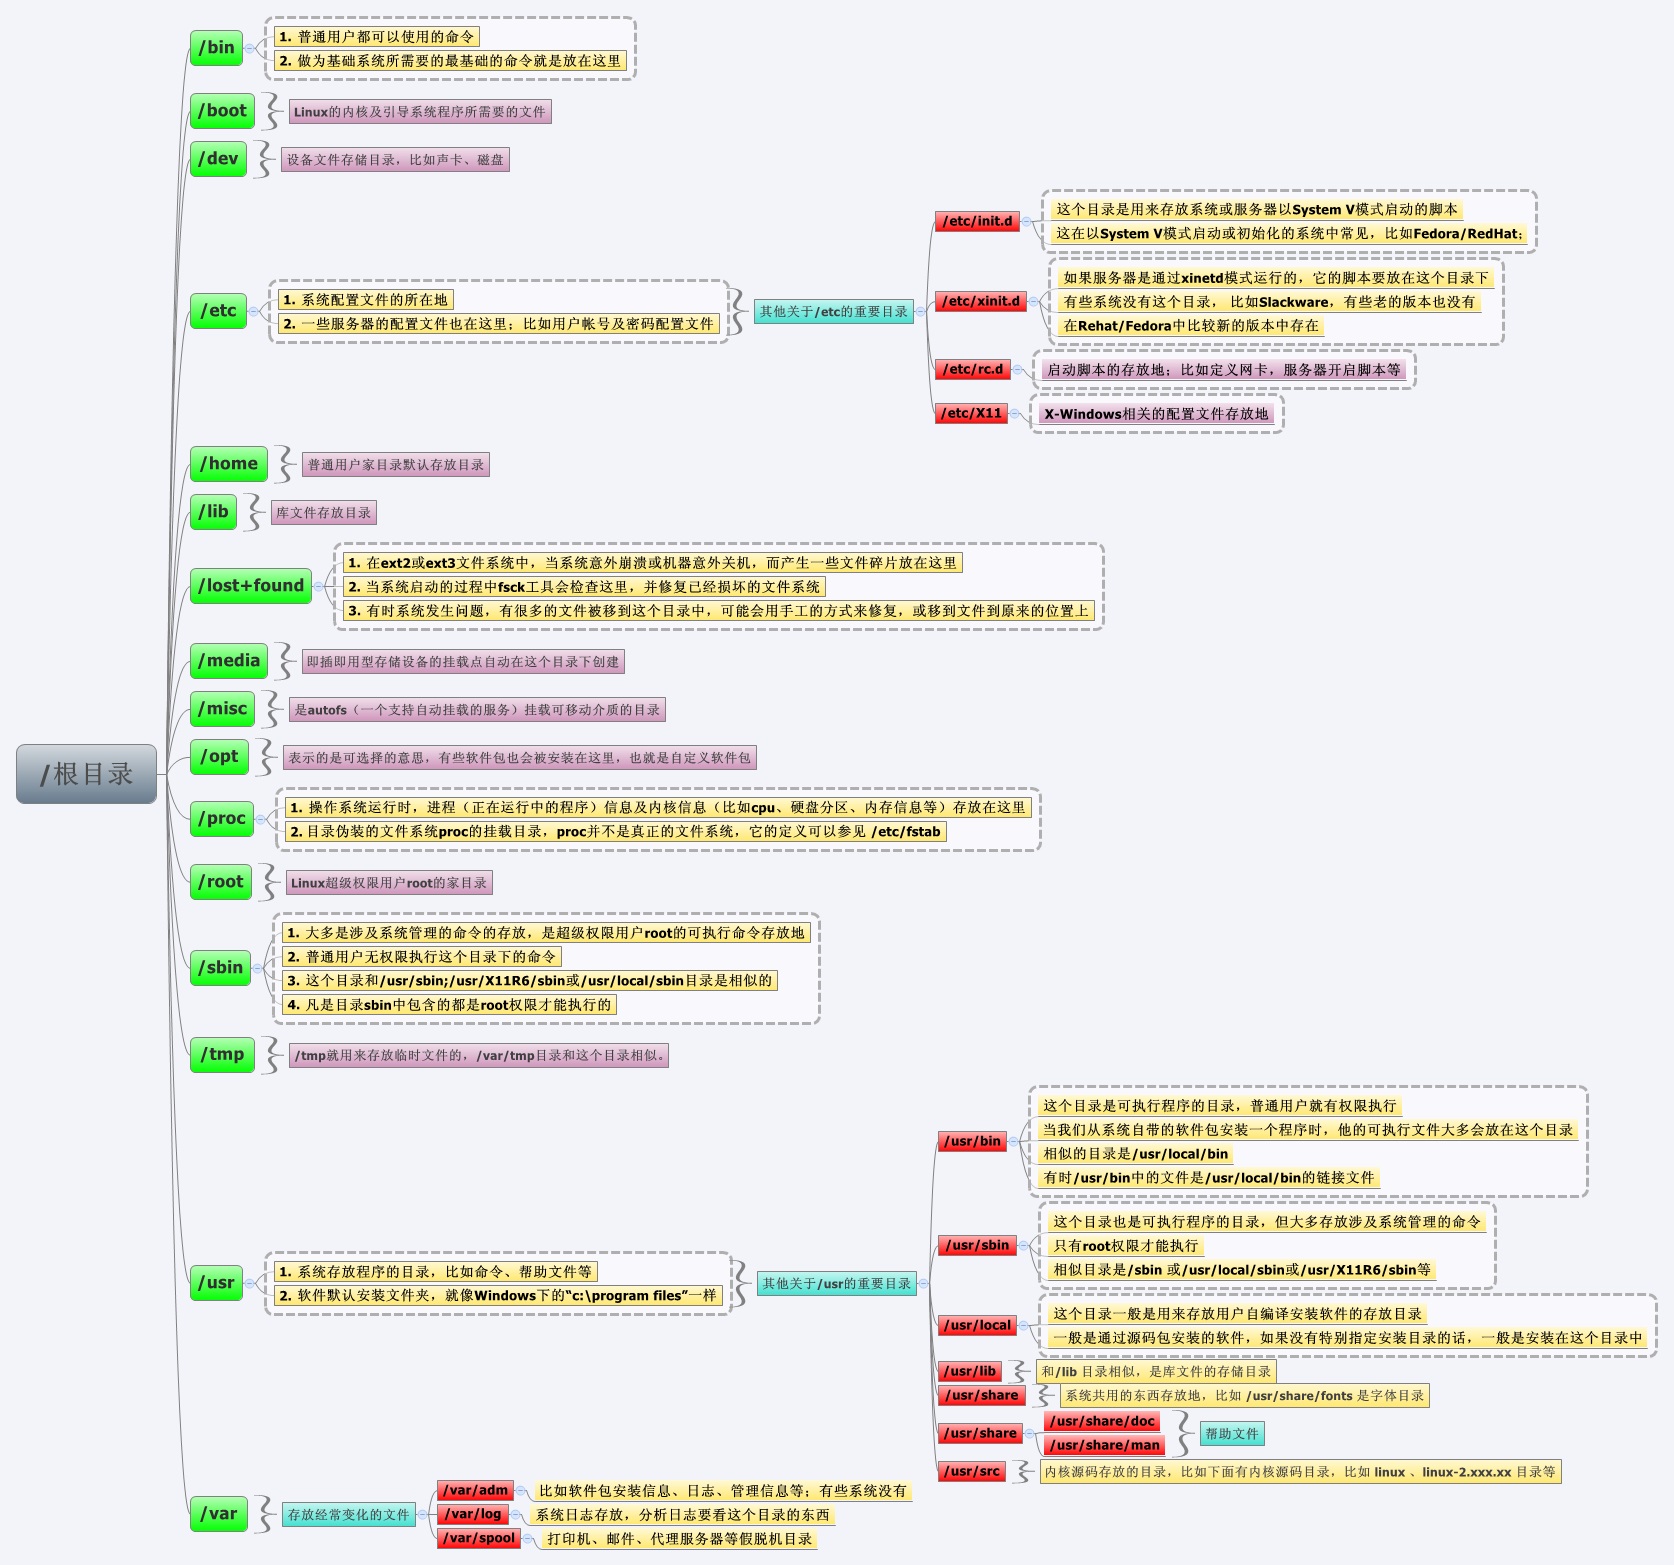 /根目录
/bin
1. 普通用户都可以使用的命令
2. 做为基础系统所需要的最基础的命令就是放在这里
/boot
Linux的内核及引导系统程序所需要的文件
/dev
设备文件存储目录，比如声卡、磁盘
/etc
1. 系统配置文件的所在地
2. 一些服务器的配置文件也在这里；比如用户帐号及密码配置文件
其他关于/etc的重要目录
/etc/init.d
这个目录是用来存放系统或服务器以System V模式启动的脚本
这在以System V模式启动或初始化的系统中常见，比如Fedora/RedHat；
/etc/xinit.d
如果服务器是通过xinetd模式运行的，它的脚本要放在这个目录下
有些系统没有这个目录， 比如Slackware，有些老的版本也没有
在Rehat/Fedora中比较新的版本中存在
/etc/rc.d
启动脚本的存放地；比如定义网卡，服务器开启脚本等
/etc/X11
X-Windows相关的配置文件存放地
/home
普通用户家目录默认存放目录
/lib
库文件存放目录
/lost+found
1. 在ext2或ext3文件系统中，当系统意外崩溃或机器意外关机，而产生一些文件碎片放在这里
2. 当系统启动的过程中fsck工具会检查这里，并修复已经损坏的文件系统
3. 有时系统发生问题，有很多的文件被移到这个目录中，可能会用手工的方式来修复，或移到文件到原来的位置上
/media
即插即用型存储设备的挂载点自动在这个目录下创建
/misc
是autofs（一个支持自动挂载的服务）挂载可移动介质的目录
/opt
表示的是可选择的意思，有些软件包也会被安装在这里，也就是自定义软件包
/proc
1. 操作系统运行时，进程（正在运行中的程序）信息及内核信息（比如cpu、硬盘分区、内存信息等）存放在这里
2. 目录伪装的文件系统proc的挂载目录，proc并不是真正的文件系统，它的定义可以参见 /etc/fstab
/root
Linux超级权限用户root的家目录
/sbin
1. 大多是涉及系统管理的命令的存放，是超级权限用户root的可执行命令存放地
2. 普通用户无权限执行这个目录下的命令
3. 这个目录和/usr/sbin;/usr/X11R6/sbin或/usr/local/sbin目录是相似的
4. 凡是目录sbin中包含的都是root权限才能执行的
/tmp
/tmp就用来存放临时文件的，/var/tmp目录和这个目录相似。
/usr
1. 系统存放程序的目录，比如命令、帮助文件等
2. 软件默认安装文件夹，就像Windows下的“c:\program files”一样
其他关于/usr的重要目录
/usr/bin
这个目录是可执行程序的目录，普通用户就有权限执行
当我们从系统自带的软件包安装一个程序时，他的可执行文件大多会放在这个目录
相似的目录是/usr/local/bin
有时/usr/bin中的文件是/usr/local/bin的链接文件
/usr/sbin
这个目录也是可执行程序的目录，但大多存放涉及系统管理的命令
只有root权限才能执行
相似目录是/sbin 或/usr/local/sbin或/usr/X11R6/sbin等
/usr/local
这个目录一般是用来存放用户自编译安装软件的存放目录
一般是通过源码包安装的软件，如果没有特别指定安装目录的话，一般是安装在这个目录中
/usr/lib
和/lib 目录相似，是库文件的存储目录
/usr/share
系统共用的东西存放地，比如 /usr/share/fonts 是字体目录
/usr/share
/usr/share/doc
/usr/share/man
帮助文件
/usr/src
内核源码存放的目录，比如下面有内核源码目录，比如 linux 、linux-2.xxx.xx 目录等
/var
存放经常变化的文件
/var/adm
比如软件包安装信息、日志、管理信息等；有些系统没有
/var/log
系统日志存放，分析日志要看这个目录的东西
/var/spool
打印机、邮件、代理服务器等假脱机目录